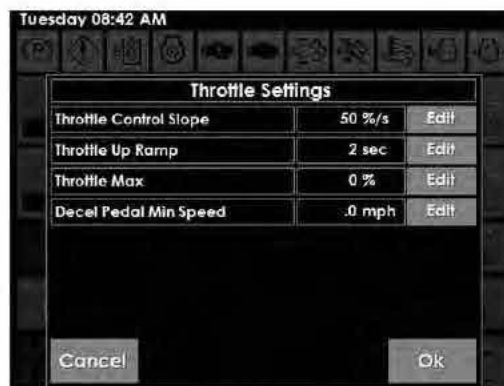 Tuesday 08:42 AM
Throttle Settings
Throttle Control Slope 50 %/s Edit
Throttle Up Ramp 2 sec Edit
Throttle Max 0 % Edit
Decel Pedal Min Speed .0 mph Edit
Cancel Ok